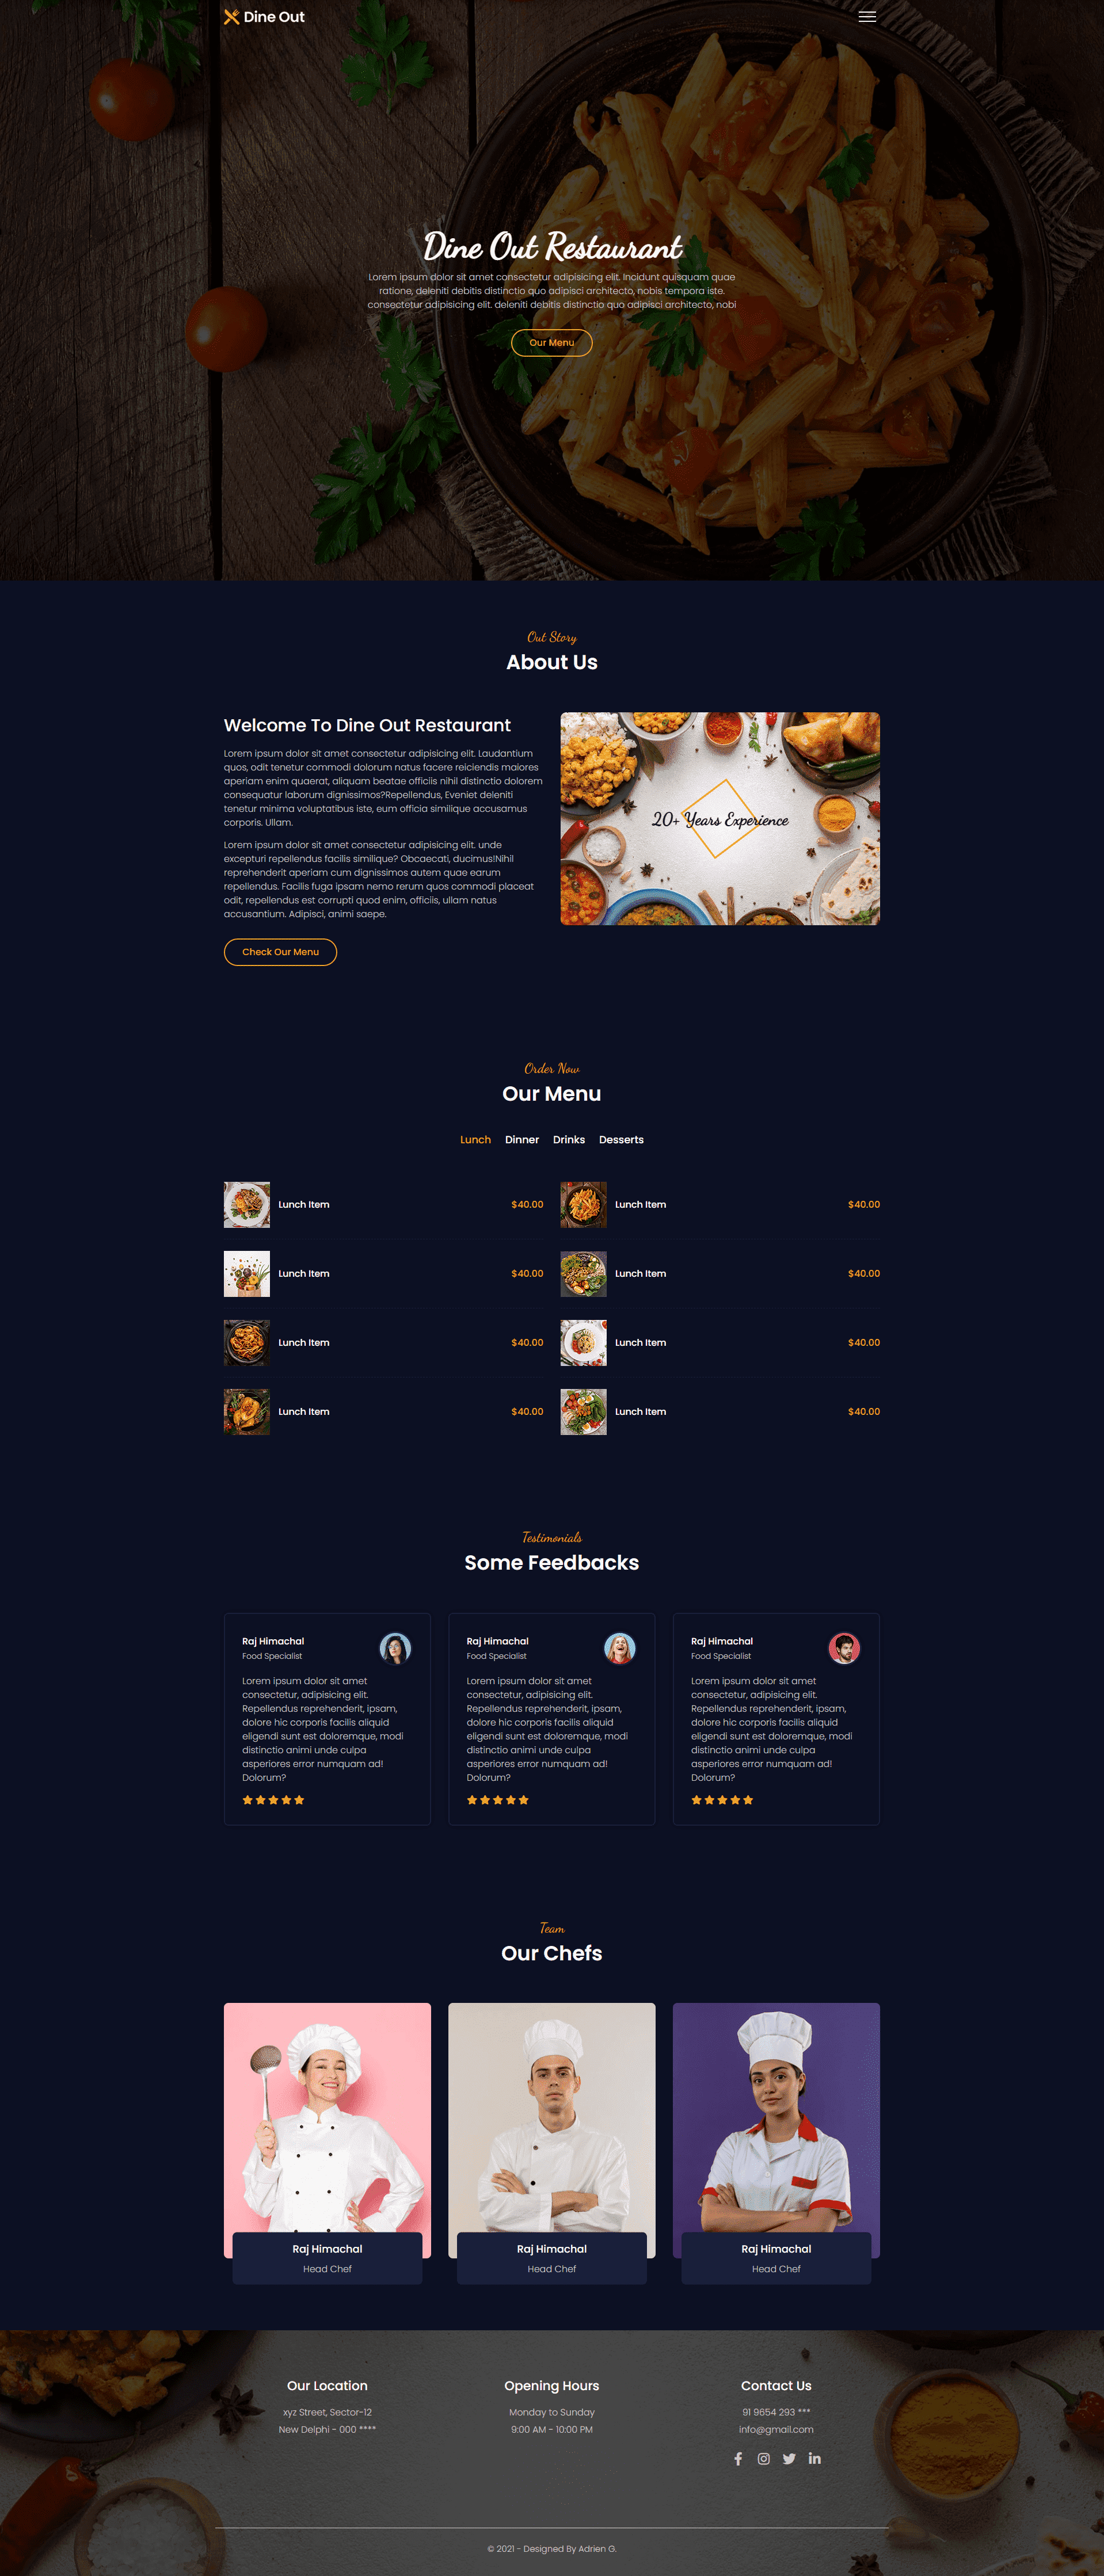 Dine Out
Dine Out Restaurant
Lorem ipsum dolor sit amet consectetur adipisicing elit. Incidunt quisquam quae
ratione, deleniti debitis distinctio quo adipisci architecto, nobis tempora iste.
consectetur adipisicing elit. deleniti debitis distinctio quo adipisci architecto, nobi
Our Menu
Out Story
About Us
Welcome To Dine Out Restaurant
Lorem ipsum dolor sit amet consectetur adipisicing elit. Laudantium
quos, odit tenetur commodi dolorum natus facere reiciendis maiores
aperiam enim quaerat, aliquam beatae officiis nihil distinctio dolorem
consequatur laborum dignissimos?Repellendus, Eveniet deleniti
tenetur minima voluptatibus iste, eum officia similique accusamus
corporis. Ullam.
Lorem ipsum dolor sit amet consectetur adipisicing elit. unde
excepturi repellendus facilis similique? Obcaecati, ducimus!Nihil
reprehenderit aperiam cum dignissimos autem quae earum
repellendus. Facilis fuga ipsam nemo rerum quos commodi placeat
odit, repellendus est corrupti quod enim, officiis, ullam natus
accusantium. Adipisci, animi saepe.
Check Our Menu
20+ Years Experience
Order Now
Our Menu
Lunch Dinner Drinks Desserts
Lunch Item $40.00
Lunch Item $40.00
Lunch Item $40.00
Lunch Item $40.00
Lunch Item $40.00
Lunch Item $40.00
Lunch Item $40.00
Lunch Item $40.00
Testimonials
Some Feedbacks
Raj Himachal
Food Specialist
Lorem ipsum dolor sit amet
consectetur, adipisicing elit.
Repellendus reprehenderit, ipsam,
dolore hic corporis facilis aliquid
eligendi sunt est doloremque, modi
distinctio animi unde culpa
asperiores error numquam ad!
Dolorum?
Raj Himachal
Food Specialist
Lorem ipsum dolor sit amet
consectetur, adipisicing elit.
Repellendus reprehenderit, ipsam,
dolore hic corporis facilis aliquid
eligendi sunt est doloremque, modi
distinctio animi unde culpa
asperiores error numquam ad!
Dolorum?
Raj Himachal
Food Specialist
Lorem ipsum dolor sit amet
consectetur, adipisicing elit.
Repellendus reprehenderit, ipsam,
dolore hic corporis facilis aliquid
eligendi sunt est doloremque, modi
distinctio animi unde culpa
asperiores error numquam ad!
Dolorum?
Team
Our Chefs
Raj Himachal
Head Chef
Raj Himachal
Head Chef
Raj Himachal
Head Chef
Our Location
xyz Street, Sector-12
New Delphi - 000 ****
Opening Hours
Monday to Sunday
9:00 AM - 10:00 PM
Contact Us
91 9654 293 ***
info@gmail.com
© 2021 - Designed By Adrien G.